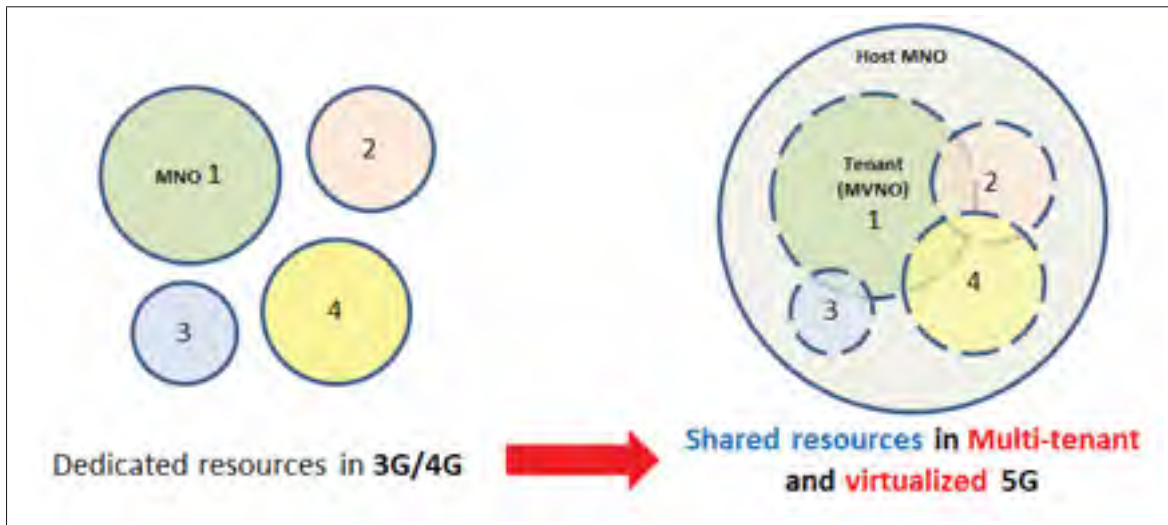 MNO 1
2
3
4
Dedicated resources in 3G/4G
Host MNO
Tenant
(MVNO)
1
2
3
4
Shared resources in Multi-tenant
and virtualized 5G